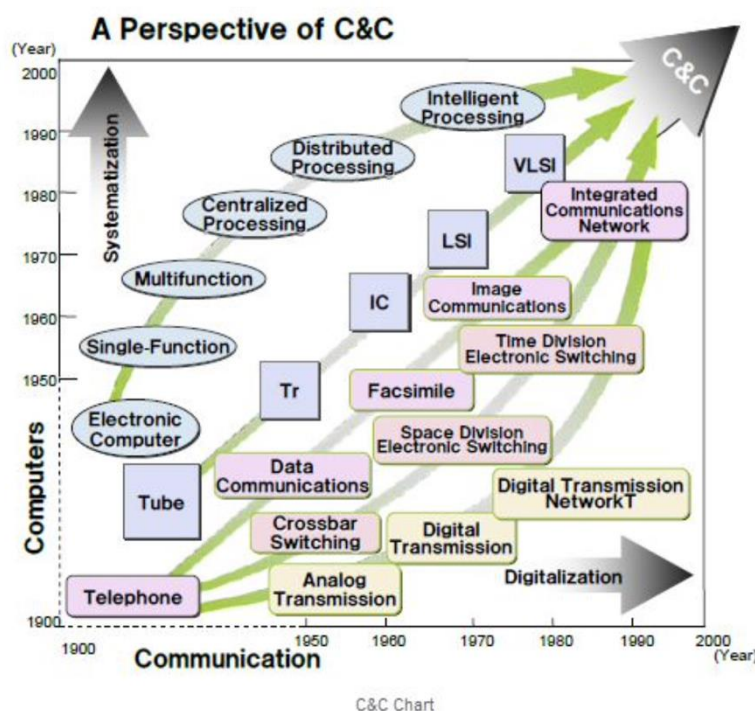 A Perspective of C&C
(Year)
2000
1990
1980
1970
1960
1950
1900
Systematization
Computers
C&C
Intelligent
Processing
Distributed
Processing
Centralized
Processing
Multifunction
Single-Function
Electronic
Computer
VLSI
LSI
IC
Tr
Tube
Integrated
Communications
Network
Image
Communications
Time Division
Electronic Switching
Facsimile
Space Division
Electronic Switching
Data
Communications
Digital Transmission
NetworkT
Crossbar
Switching
Digital
Transmission
Telephone
Analog
Transmission
Digitalization
1900
1950
1960
1970
1980
1990
2000
(Year)
Communication
C&C Chart